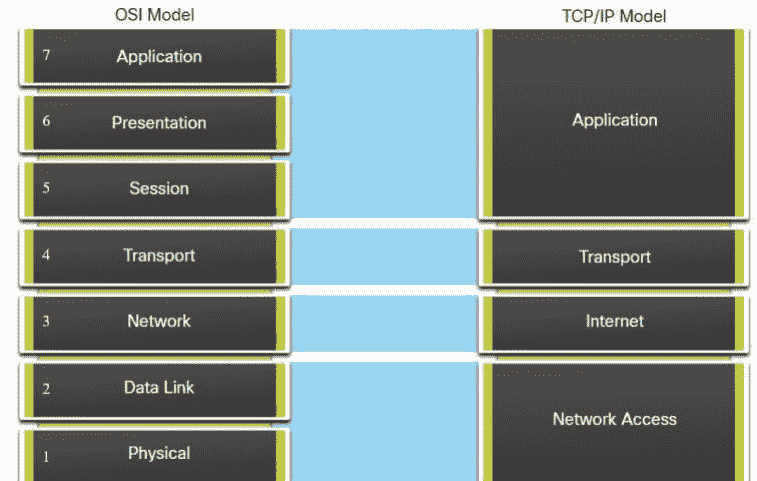 OSI Model
TCP/IP Model
7 Application
6 Presentation
5 Session
Application
4 Transport
Transport
3 Network
Internet
2 Data Link
1 Physical
Network Access